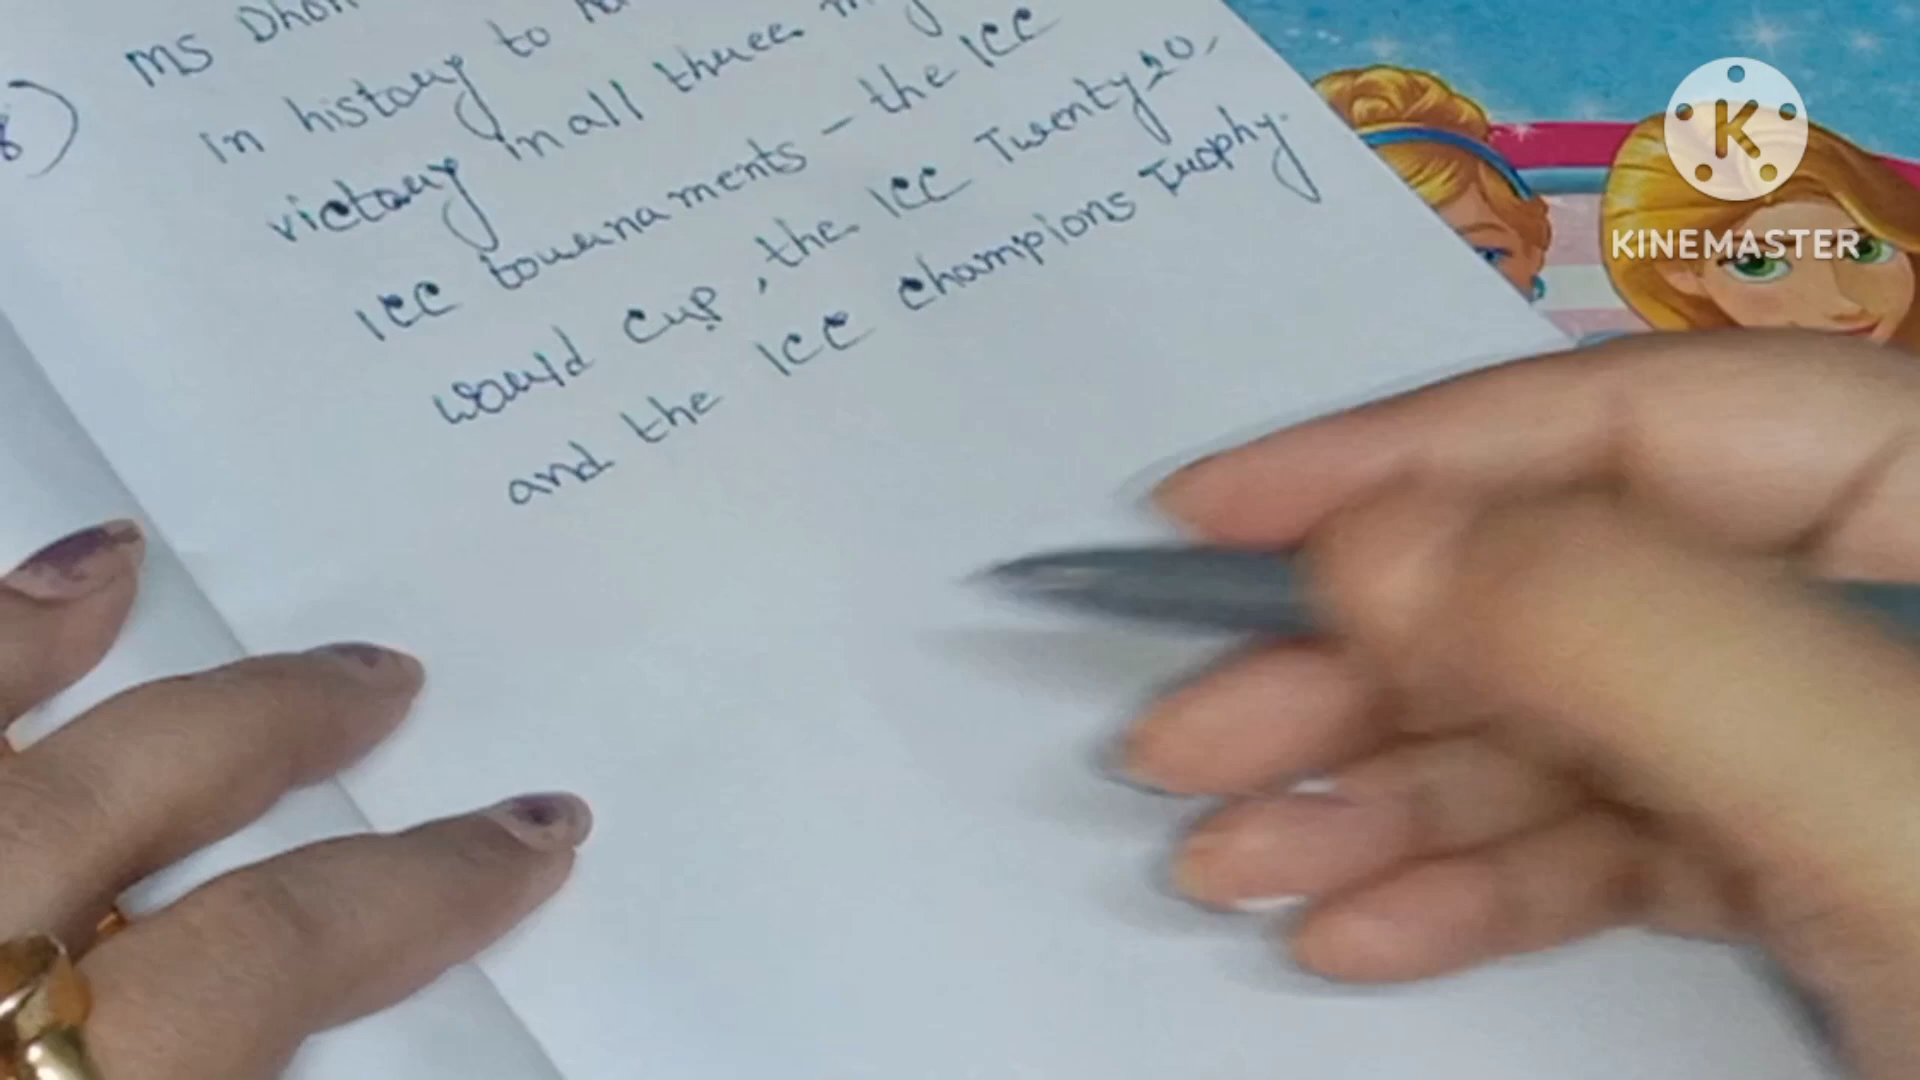 8) MS Dhon
in history to
victory in all three
ICC tournaments - the ICC
world cup, the ICC Twenty20,
and the ICC champions Trophy.
K
KINEMASTER